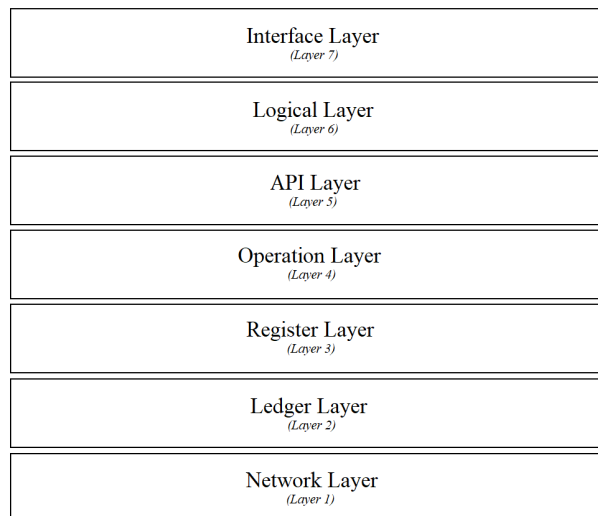 Interface Layer
(Layer 7)
Logical Layer
(Layer 6)
API Layer
(Layer 5)
Operation Layer
(Layer 4)
Register Layer
(Layer 3)
Ledger Layer
(Layer 2)
Network Layer
(Layer 1)